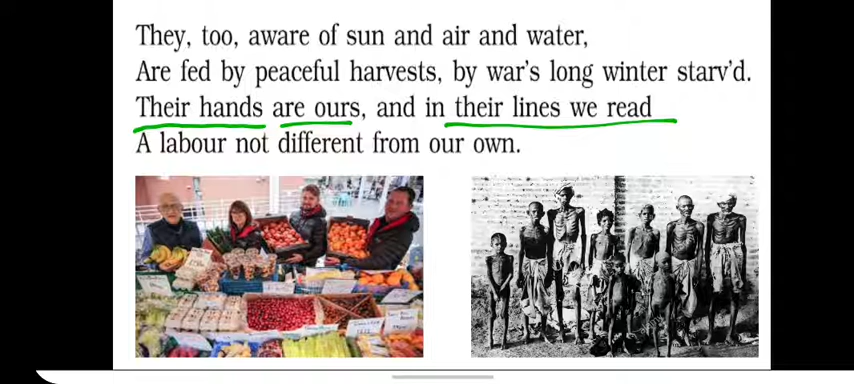 They, too, aware of sun and air and water,
Are fed by peaceful harvests, by war's long winter starv'd.
Their hands are ours, and in their lines we read
A labour not different from our own.